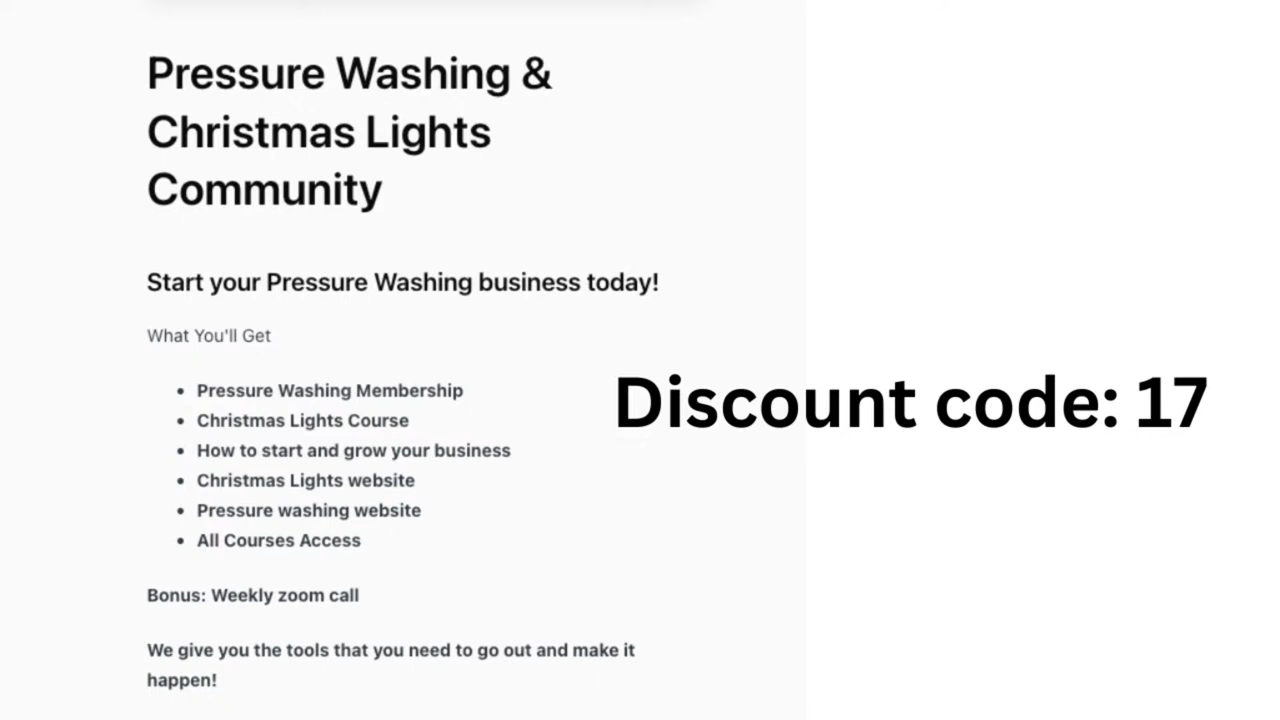 Pressure Washing &
Christmas Lights
Community
Start your Pressure Washing business today!
What You'll Get
• Pressure Washing Membership
• Christmas Lights Course
• How to start and grow your business
• Christmas Lights website
• Pressure washing website
• All Courses Access
Discount code: 17
Bonus: Weekly zoom call
We give you the tools that you need to go out and make it
happen!